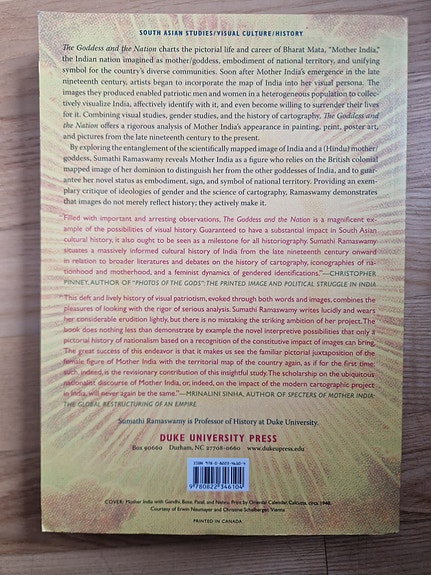 SOUTH ASIAN STUDIES/VISUAL CULTURE/HISTORY
The Goddess and the Nation charts the pictorial life and career of Bharat Mata, "Mother India,"
the Indian nation imagined as mother/goddess, embodiment of national territory, and unifying
symbol for the country's diverse communities. Soon after Mother India's emergence in the late
nineteenth century, artists began to incorporate the map of India into her visual persona. The
images they produced enabled patriotic men and women in a heterogeneous population to collec-
tively visualize India, affectively identify with it, and even become willing to surrender their lives
for it. Combining visual studies, gender studies, and the history of cartography, The Goddess and
the Nation offers a rigorous analysis of Mother India's appearance in painting, print, poster art,
and pictures from the late nineteenth century to the present.
By exploring the entanglement of the scientifically mapped image of India and a (Hindu) mother/
goddess, Sumathi Ramaswamy reveals Mother India as a figure who relies on the British colonial
mapped image of her dominion to distinguish her from the other goddesses of India, and to guar-
antee her novel status as embodiment, sign, and symbol of national territory. Providing an exem-
plary critique of ideologies of gender and the science of cartography, Ramaswamy demonstrates
that images do not merely reflect history; they actively make it.
"Filled with important and arresting observations, The Goddess and the Nation is a magnificent ex-
ample of the possibilities of visual history. Guaranteed to have a substantial impact in South Asian
cultural history, it also ought to be seen as a milestone for all historiography. Sumathi Ramaswamy
situates a massively informed cultural history of India from the late nineteenth century onward
in relation to broader literatures and debates on the history of cartography, iconographies of na-
tionhood and motherhood, and a feminist dynamics of gendered identifications."—CHRISTOPHER
PINNEY, AUTHOR OF "PHOTOS OF THE GODS": THE PRINTED IMAGE AND POLITICAL STRUGGLE IN INDIA
"This deft and lively history of visual patriotism, evoked through both words and images, combines the
pleasures of looking with the rigor of serious analysis. Sumathi Ramaswamy writes lucidly and wears
her considerable erudition lightly, but there is no mistaking the striking ambition of her project. The
book does nothing less than demonstrate by example the novel interpretive possibilities that only a
pictorial history of nationalism based on a recognition of the constitutive impact of images can bring.
The great success of this endeavor is that it makes us see the familiar pictorial juxtaposition of the
female figure of Mother India with the territorial map of the country again, as if for the first time:
such, indeed, is the revisionary contribution of this insightful study. The scholarship on the ubiquitous
nationalist discourse of Mother India, or, indeed, on the impact of the modern cartographic project
in India, will never again be the same."—MRINALINI SINHA, AUTHOR OF SPECTERS OF MOTHER INDIA:
THE GLOBAL RESTRUCTURING OF AN EMPIRE
Sumathi Ramaswamy is Professor of History at Duke University.
DUKE UNIVERSITY PRESS
Box 90660 Durham, NC 27708-0660 www.dukeupress.edu
ISBN 978-0-8223-4610-4
9 780822 346104
COVER: Mother India with Gandhi, Bose, Patel, and Nehru. Print by Oriental Calendar, Calcutta, circa 1948.
Courtesy of Erwin Neumayer and Christine Schelberger, Vienna
PRINTED IN CANADA